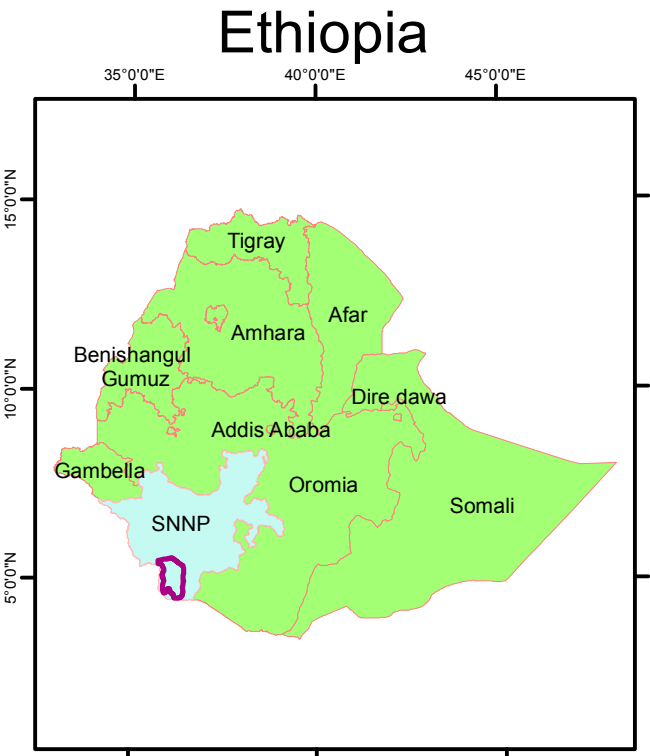 Ethiopia
35°0'0"E
40°0'0"E
45°0'0"E
15°0'0"N
10°0'0"N
5°0'0"N
Tigray
Afar
Amhara
Benishangul
Gumuz
Dire dawa
Addis Ababa
Gambella
Oromia
Somali
SNNP